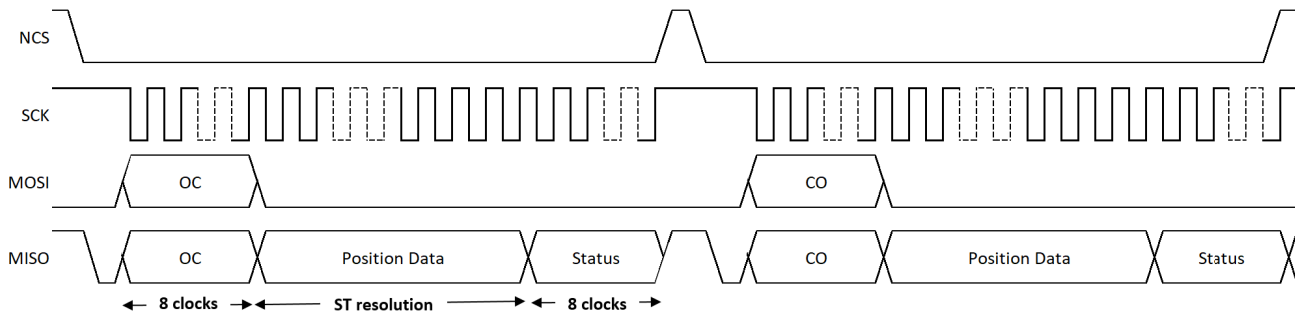 NCS
SCK
MOSI OC CO
MISO OC Position Data Status CO Position Data Status
8 clocks ST resolution 8 clocks